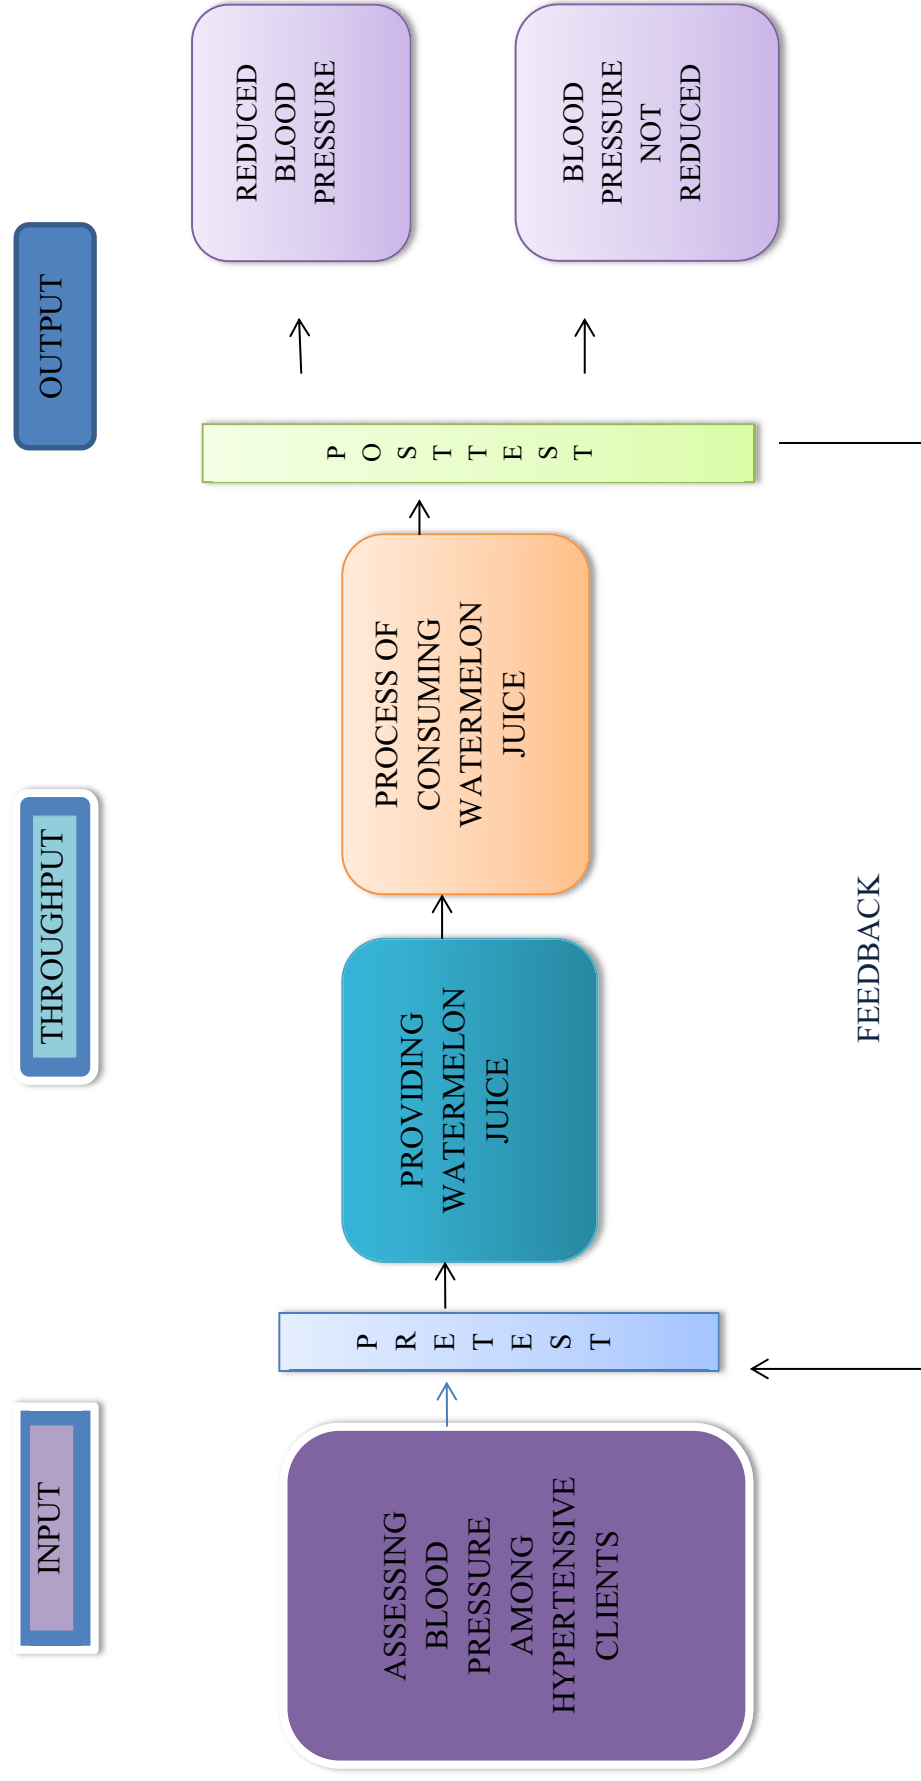 INPUT
THROUGHPUT
OUTPUT
ASSESSING
BLOOD
PRESSURE
AMONG
HYPERTENSIVE
CLIENTS
P
R
E
T
E
S
T
PROVIDING
WATERMELON
JUICE
PROCESS OF
CONSUMING
WATERMELON
JUICE
P
O
S
T
T
E
S
T
REDUCED
BLOOD
PRESSURE
BLOOD
PRESSURE
NOT
REDUCED
FEEDBACK